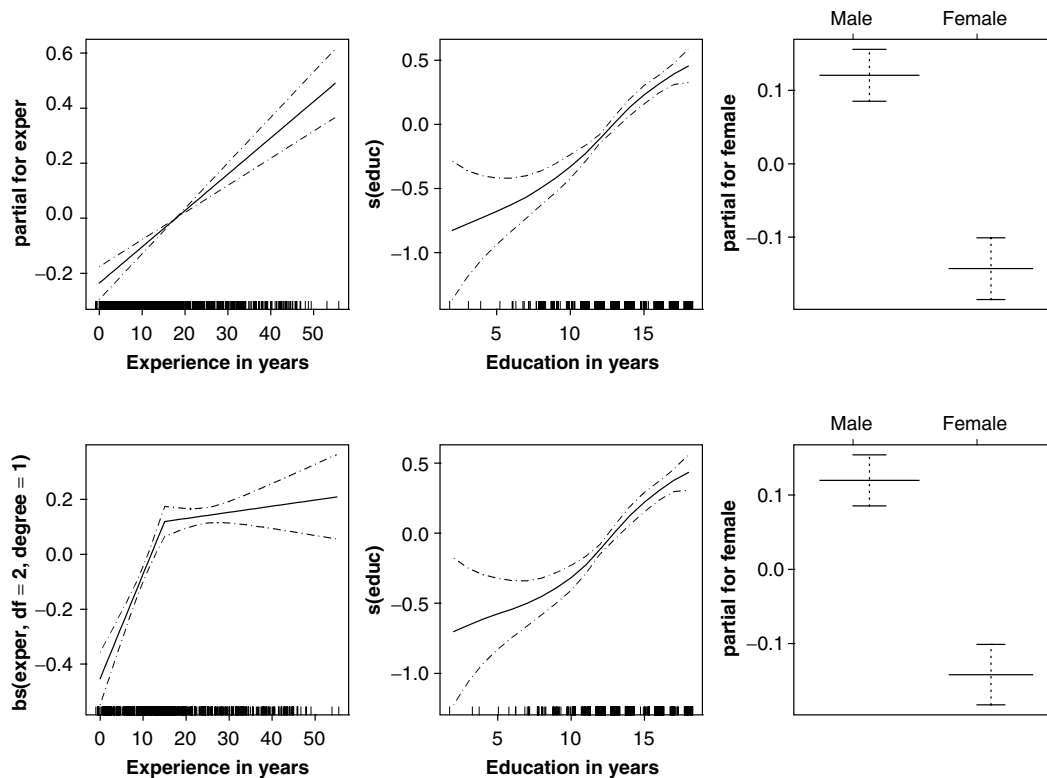 Male Female
partial for exper
0.6
0.4
0.2
0.0
−0.2
0 10 20 30 40 50
Experience in years
s(educ)
0.5
0.0
−0.5
−1.0
5 10 15
Education in years
partial for female
0.1
0.0
−0.1
Male Female
bs(exper, df = 2, degree = 1)
0.2
0.0
−0.2
−0.4
0 10 20 30 40 50
Experience in years
s(educ)
0.5
0.0
−0.5
−1.0
5 10 15
Education in years
partial for female
0.1
0.0
−0.1